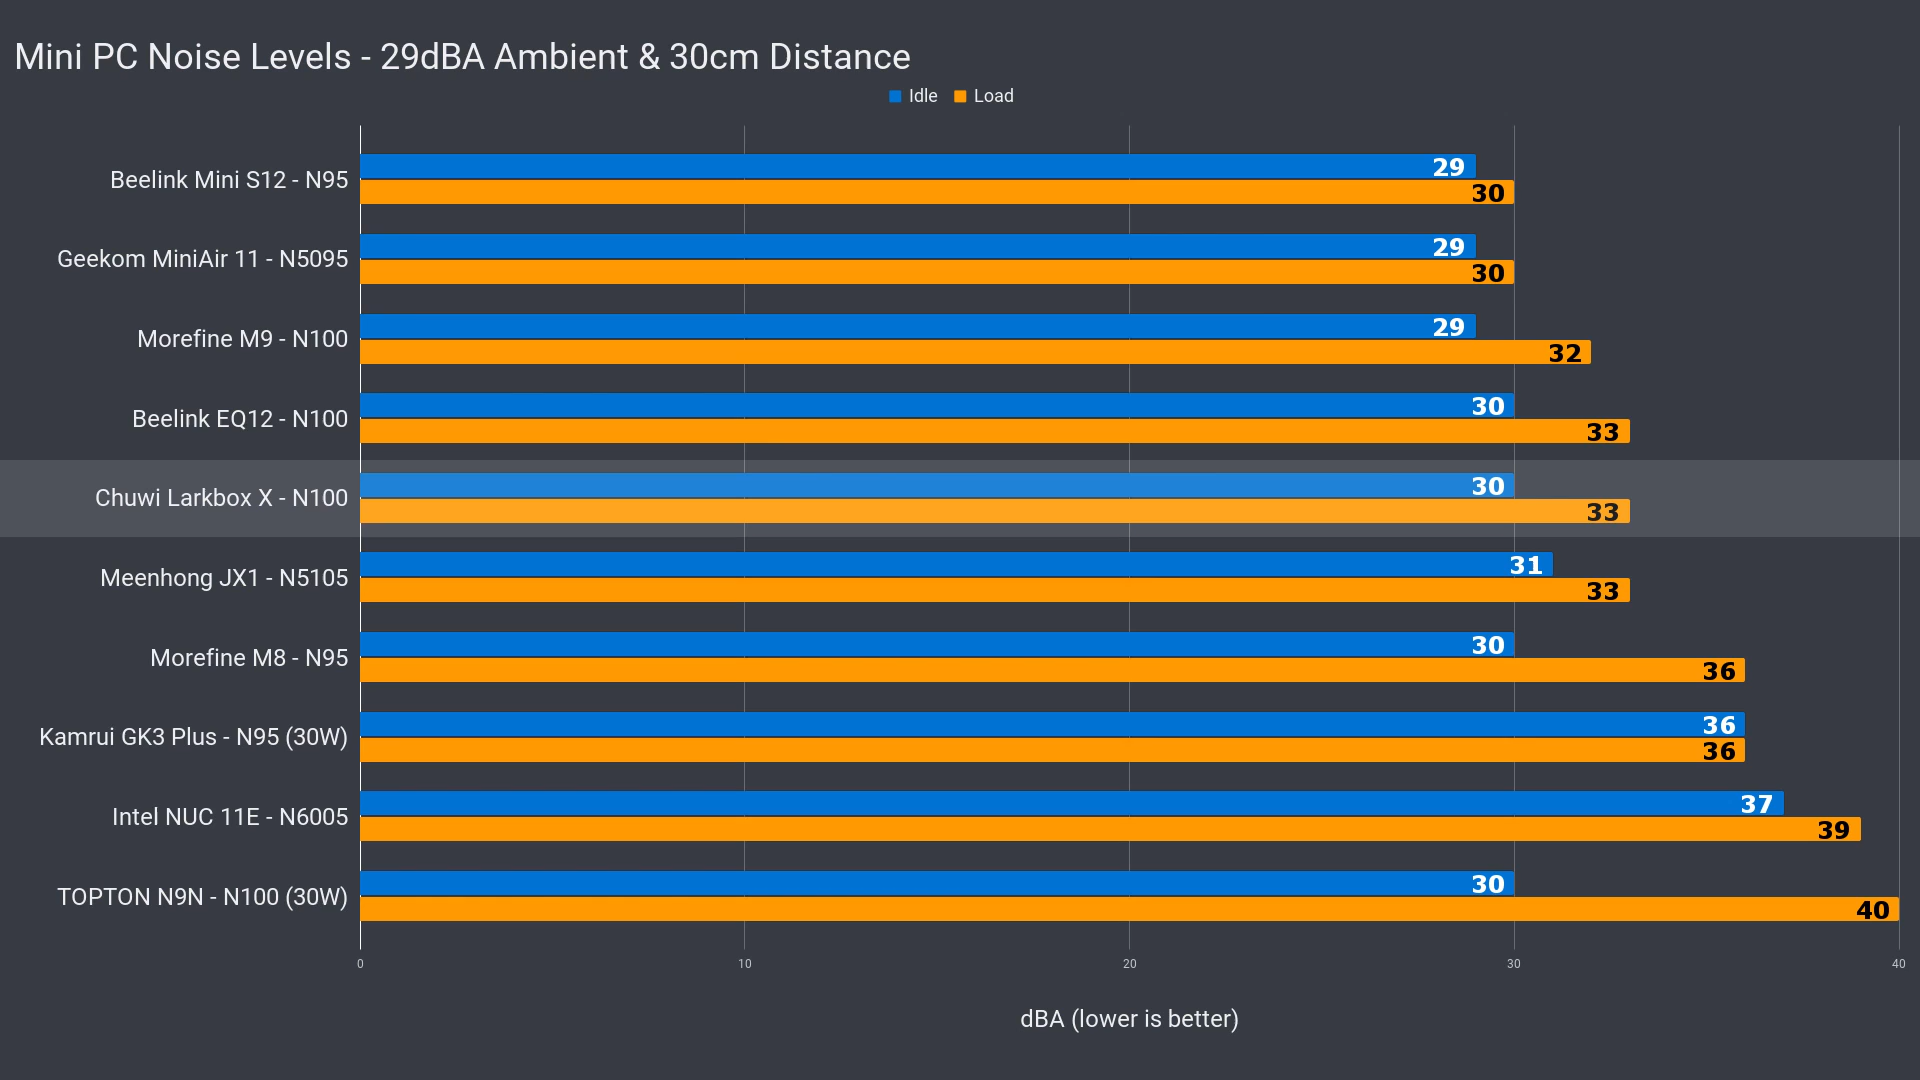 Mini PC Noise Levels - 29dBA Ambient & 30cm Distance
Idle Load
Beelink Mini S12 - N95
29
30
Geekom MiniAir 11 - N5095
29
30
Morefine M9 - N100
29
32
Beelink EQ12 - N100
30
33
Chuwi Larkbox X - N100
30
33
Meenhong JX1 - N5105
31
33
Morefine M8 - N95
30
36
Kamrui GK3 Plus - N95 (30W)
36
36
Intel NUC 11E - N6005
37
39
TOPTON N9N - N100 (30W)
30
40
0 10 20 30 40
dBA (lower is better)